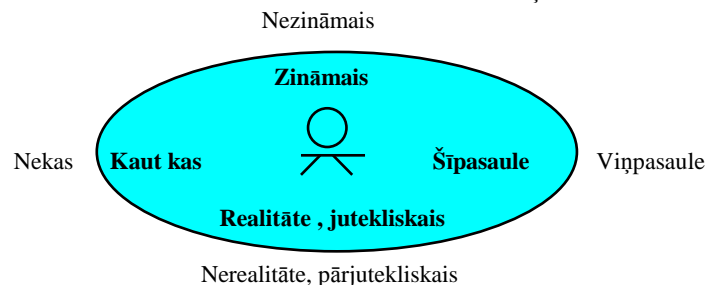 Nezināmais
Zināmais
Nekas Kaut kas Šīpasaule Viņpasaule
Realitāte , jutekliskais
Nerealitāte, pārjutekliskais